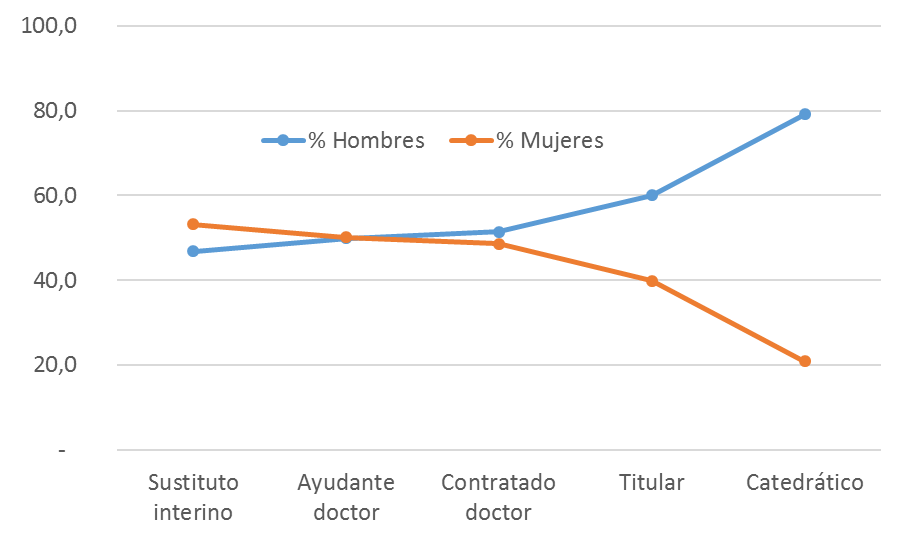 100,0
80,0
% Hombres % Mujeres
60,0
40,0
20,0
-
Sustituto interino
Ayudante doctor
Contratado doctor
Titular
Catedrático